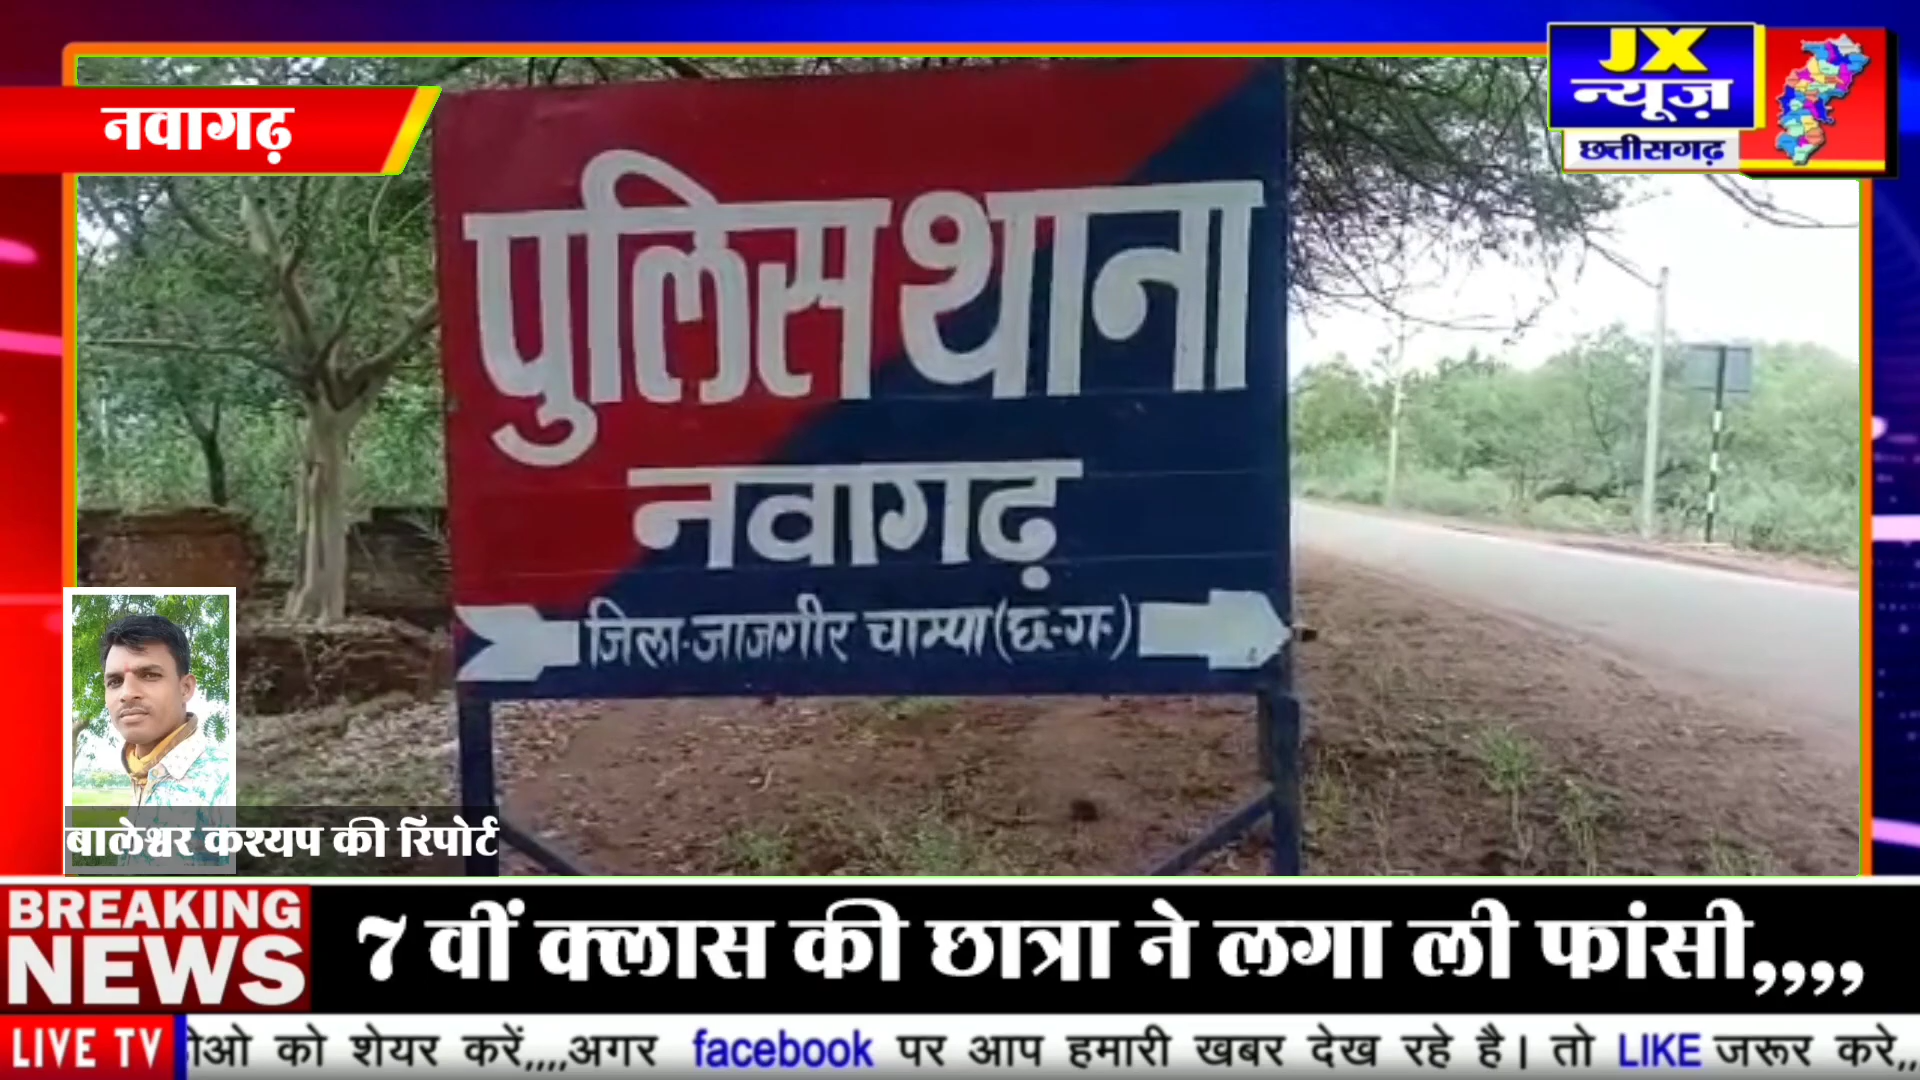 JX
न्यूज़
छत्तीसगढ़
नवागढ़
पुलिस थाना
नवागढ़
जिला-जाजगीर चाम्पा (छ-ग-)
बालेश्वर कश्यप की रिपोर्ट
BREAKING
NEWS
7 वीं क्लास की छात्रा ने लगा ली फांसी,,,,
LIVE TV
को शेयर करें,,,,अगर facebook पर आप हमारी खबर देख रहे है। तो LIKE जरूर करे,,